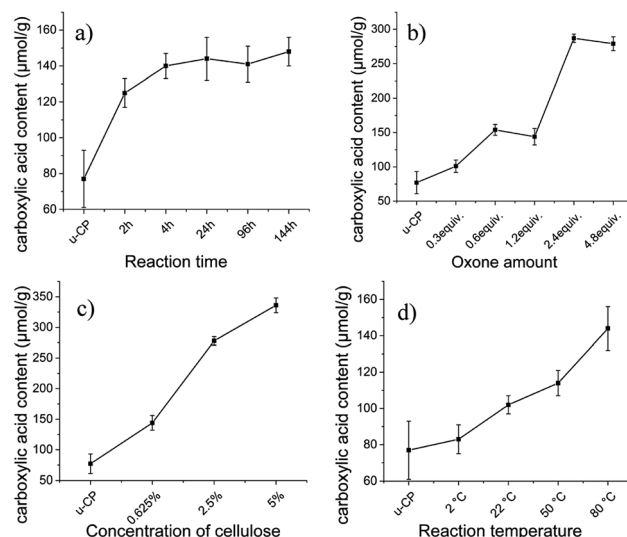 a)
carboxylic acid content (μmol/g)
160
140
120
100
80
60
u-CP
2h
4h
24h
96h
144h
Reaction time
b)
carboxylic acid content (μmol/g)
300
250
200
150
100
50
u-CP
0.3equiv.
0.6equiv.
1.2equiv.
2.4equiv.
4.8equiv.
Oxone amount
c)
carboxylic acid content (μmol/g)
350
300
250
200
150
100
50
u-CP
0.625%
2.5%
5%
Concentration of cellulose
d)
carboxylic acid content (μmol/g)
160
140
120
100
80
60
u-CP
2 °C
22 °C
50 °C
80 °C
Reaction temperature